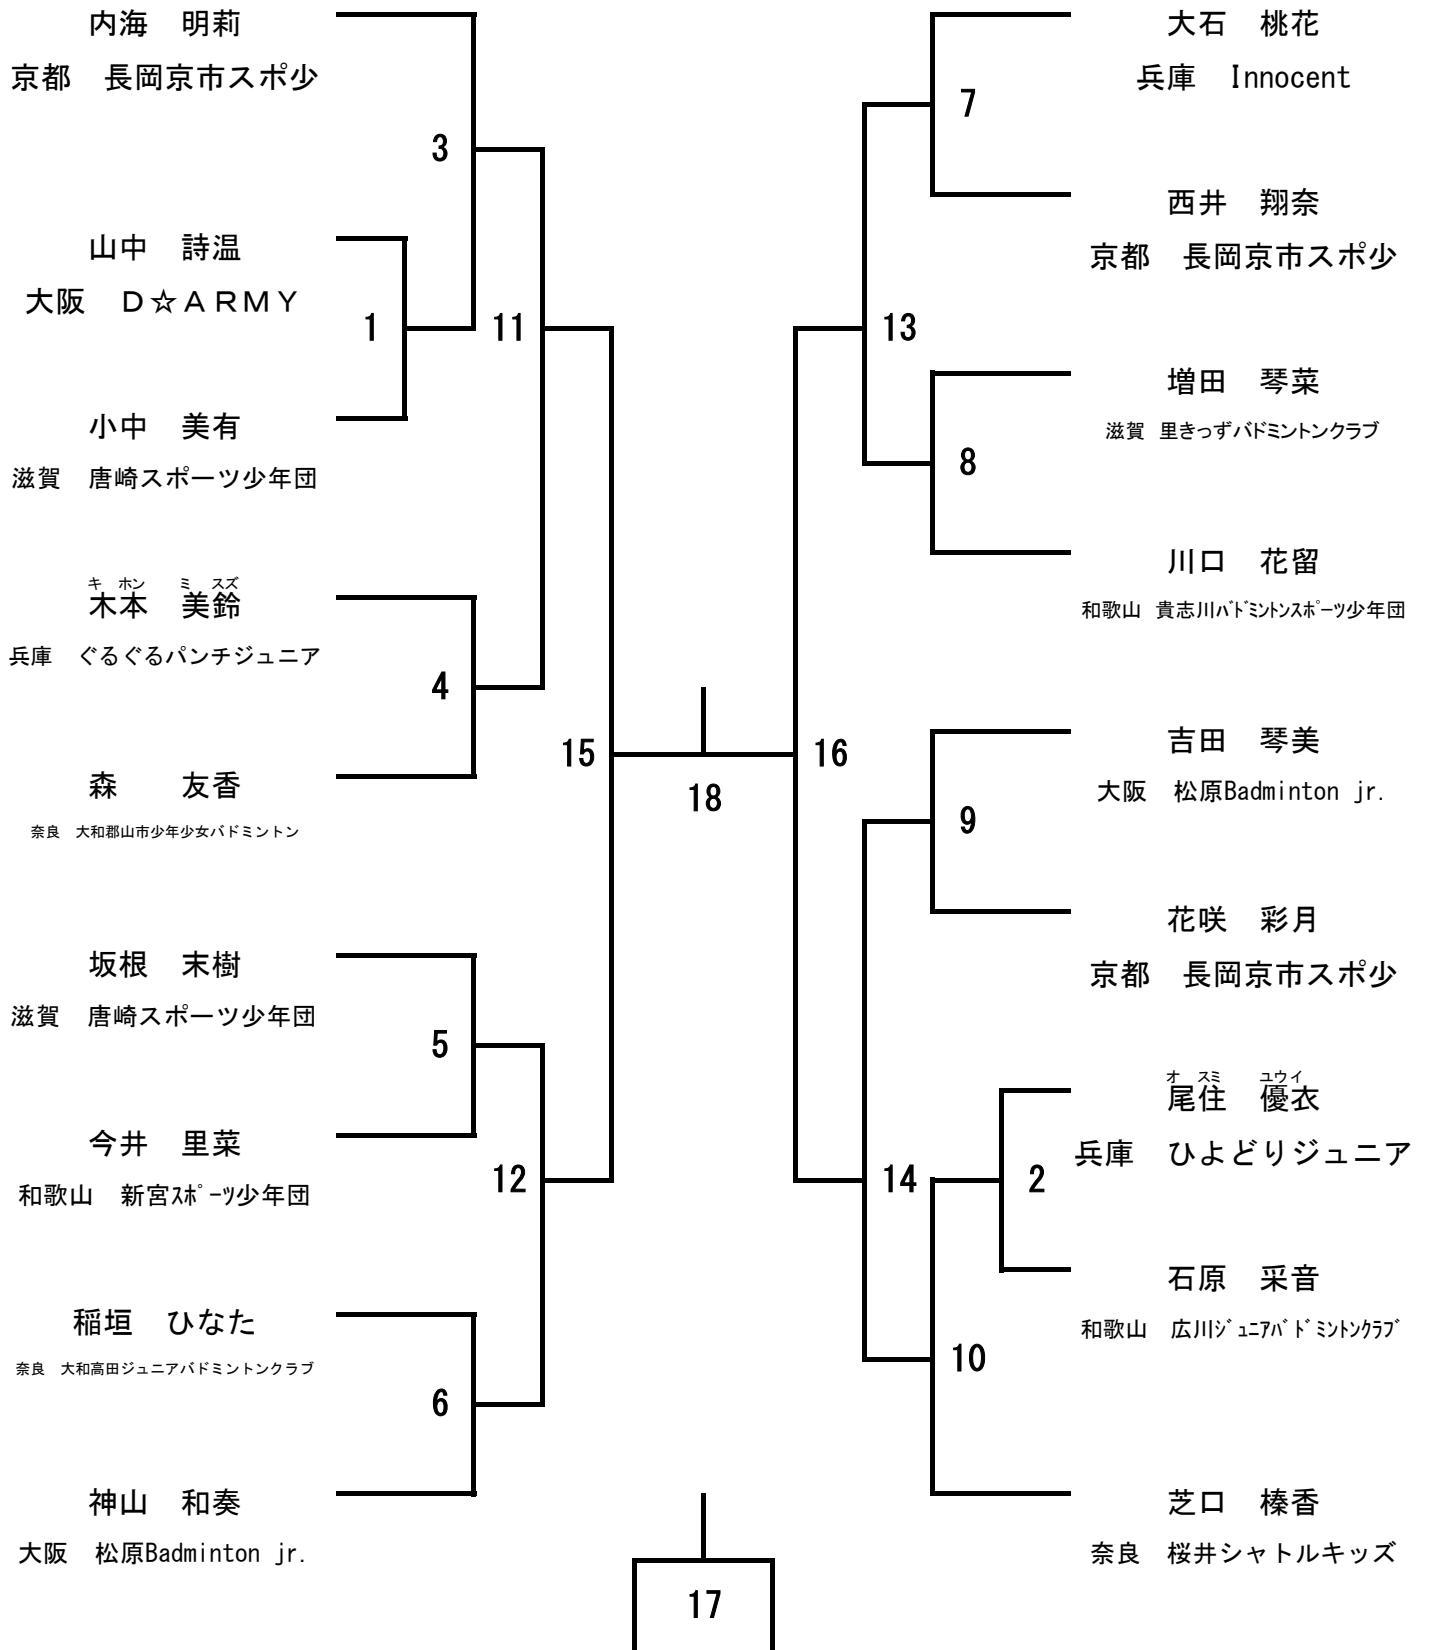 内海　明莉
京都　長岡京市スポ少
3
山中　詩温
大阪　Ｄ☆ＡＲＭＹ
1
11
小中　美有
滋賀　唐崎スポーツ少年団
キ ホン　ミ スズ
木本　美鈴
兵庫　ぐるぐるパンチジュニア
4
15
森　　友香
奈良　大和郡山市少年少女バドミントン
坂根　末樹
滋賀　唐崎スポーツ少年団
5
今井　里菜
和歌山　新宮ｽﾎﾟｰﾂ少年団
12
稲垣　ひなた
奈良　大和高田ジュニアバドミントンクラブ
6
神山　和奏
大阪　松原Badminton jr.
18
17
大石　桃花
兵庫　Innocent
7
西井　翔奈
京都　長岡京市スポ少
13
増田　琴菜
滋賀　里きっずバドミントンクラブ
8
川口　花留
和歌山　貴志川ﾊﾞﾄﾞﾐﾝﾄﾝｽﾎﾟｰﾂ少年団
16
吉田　琴美
大阪　松原Badminton jr.
9
花咲　彩月
京都　長岡京市スポ少
オ スミ　ユウイ
尾住　優衣
兵庫　ひよどりジュニア
14
2
石原　采音
和歌山　広川ｼﾞｭﾆｱﾊﾞﾄﾞﾐﾝﾄﾝｸﾗﾌﾞ
10
芝口　榛香
奈良　桜井シャトルキッズ